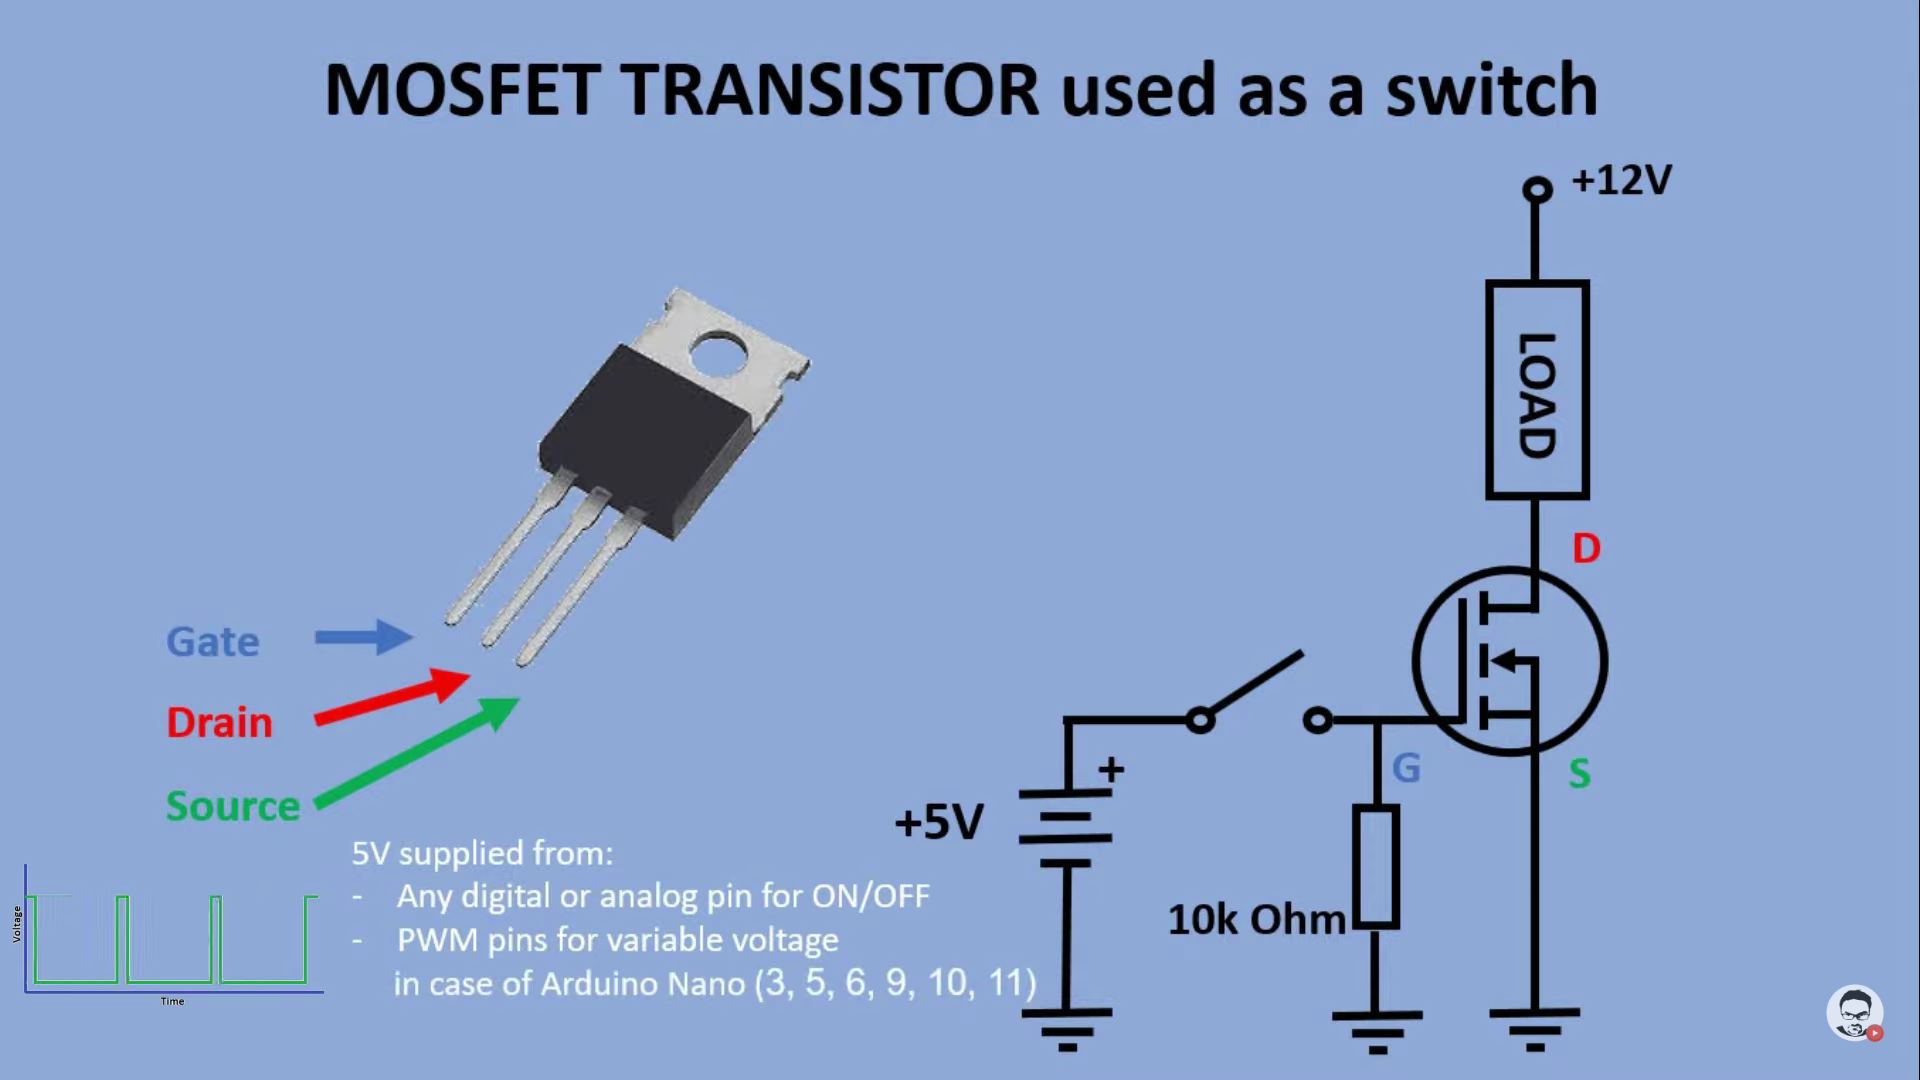 MOSFET TRANSISTOR used as a switch
+12V
LOAD
D
Gate
Drain
Source
G
S
+
+5V
10k Ohm
5V supplied from:
- Any digital or analog pin for ON/OFF
- PWM pins for variable voltage
in case of Arduino Nano (3, 5, 6, 9, 10, 11)
Voltage
Time